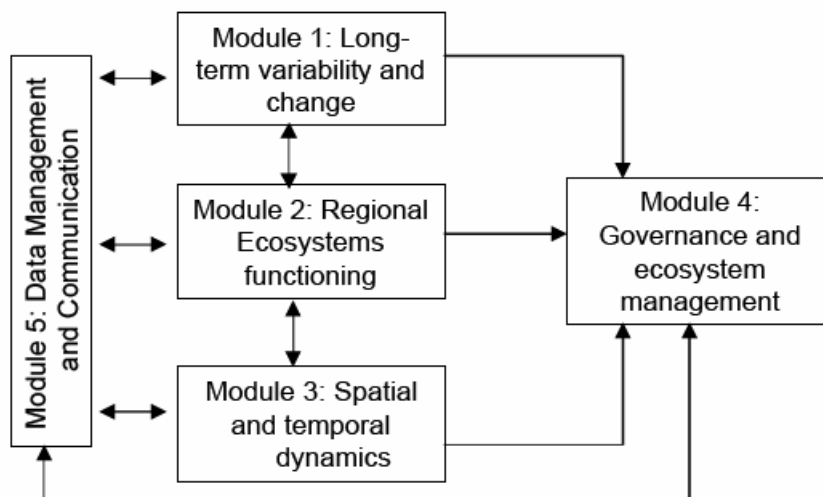 Module 1: Long-
term variability and
change
Module 5: Data Management
and Communication
Module 2: Regional
Ecosystems
functioning
Module 4:
Governance and
ecosystem
management
Module 3: Spatial
and temporal
dynamics